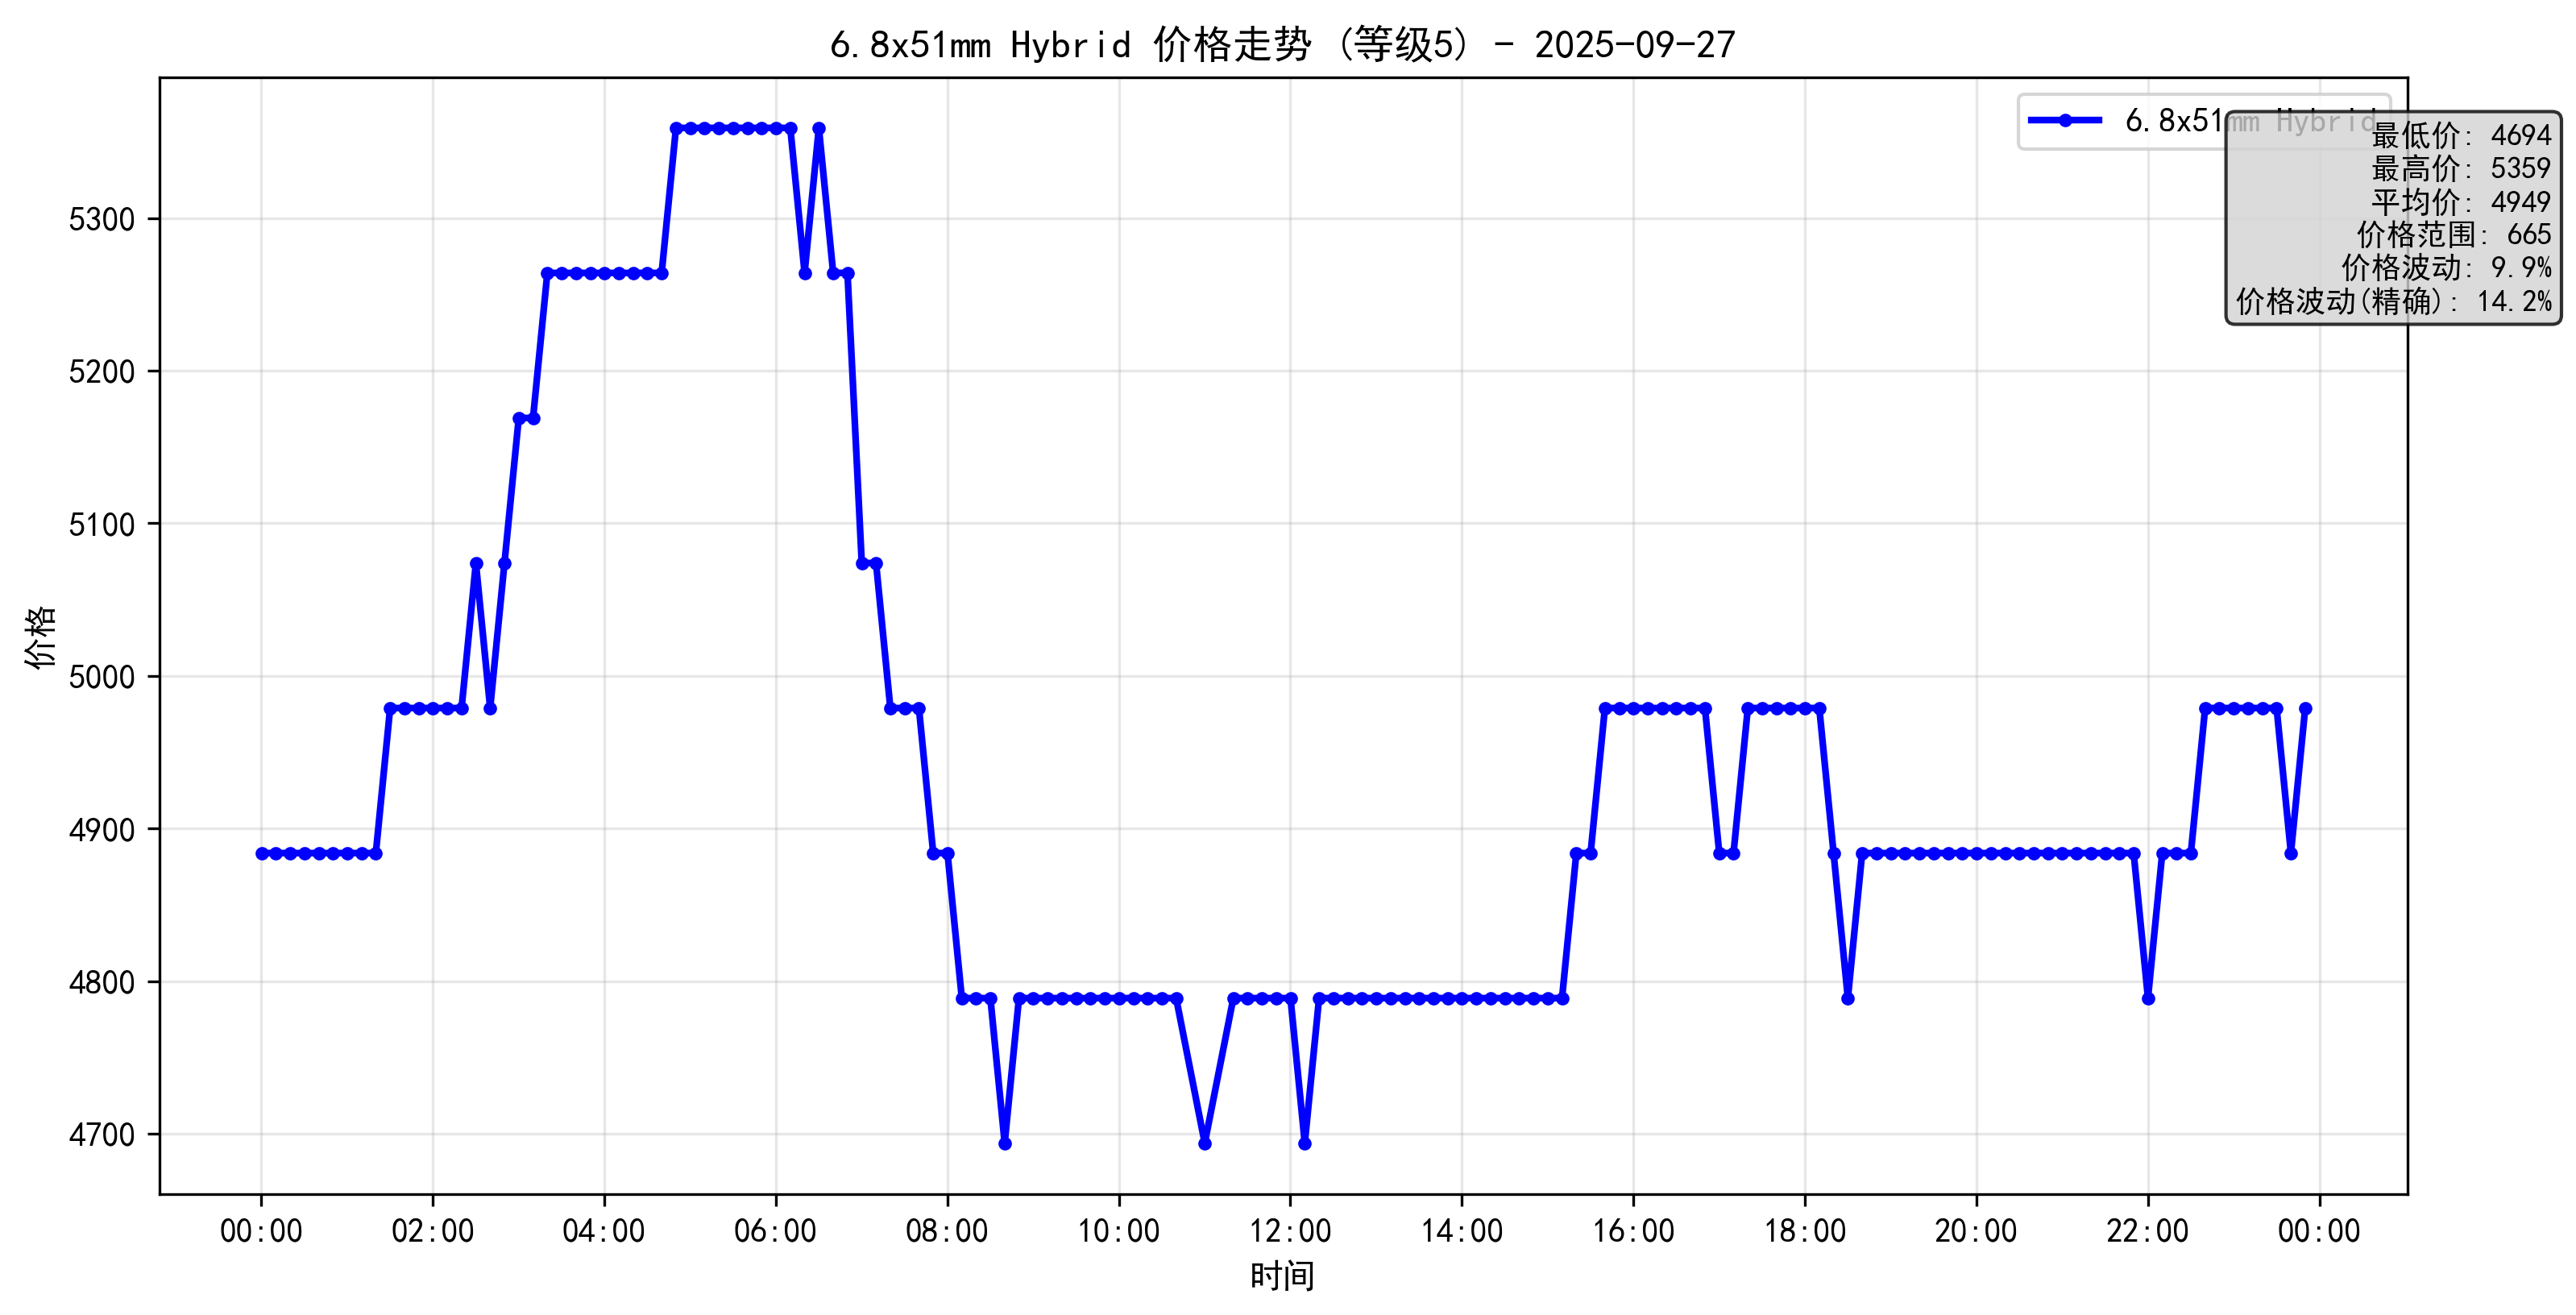 6.8x51mm Hybrid 价格走势 (等级5) - 2025-09-27
6.8x51mm Hybrid
最低价: 4694
最高价: 5359
平均价: 4949
价格范围: 665
价格波动: 9.9%
价格波动(精确): 14.2%
5300
5200
5100
5000
4900
4800
4700
价格
00:00 02:00 04:00 06:00 08:00 10:00 12:00 14:00 16:00 18:00 20:00 22:00 00:00
时间